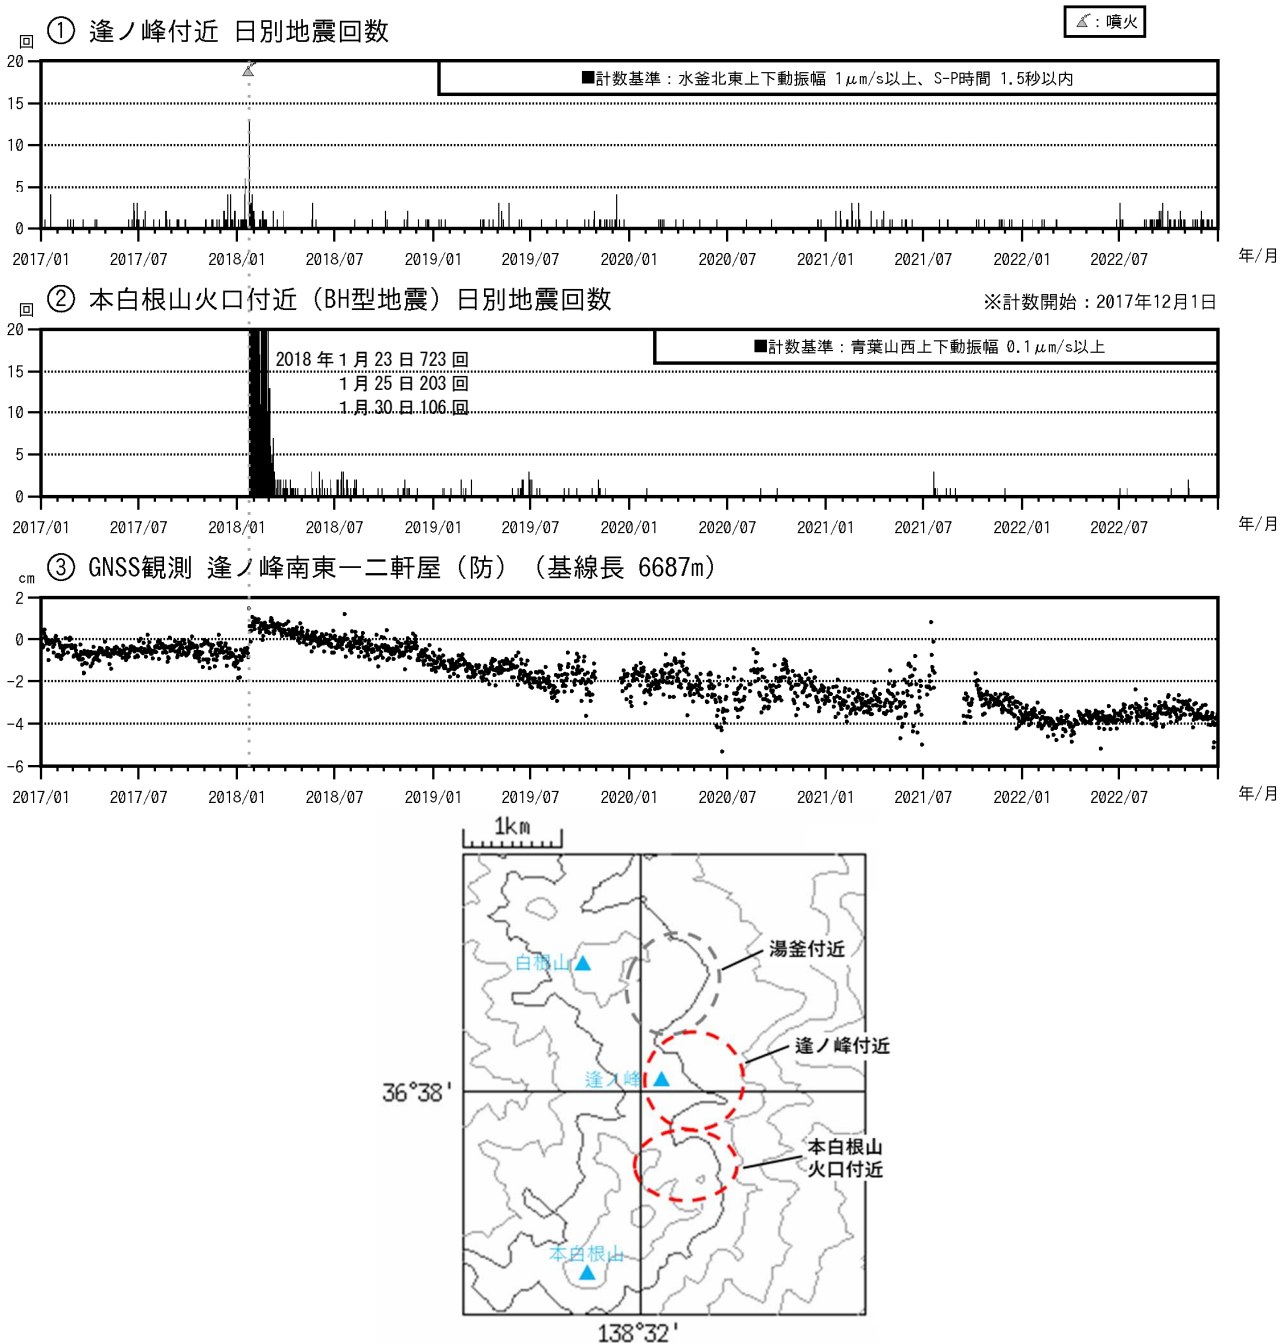 ① 逢ノ峰付近 日別地震回数
：噴火
回
■計数基準：水釜北東上下動振幅 1μm/s以上、S-P時間 1.5秒以内
20
15
10
5
0
2017/01 2017/07 2018/01 2018/07 2019/01 2019/07 2020/01 2020/07 2021/01 2021/07 2022/01 2022/07 年/月
② 本白根山火口付近（BH型地震）日別地震回数
※計数開始：2017年12月1日
回
■計数基準：青葉山西上下動振幅 0.1μm/s以上
2018 年 1 月 23 日 723 回
1 月 25 日 203 回
1 月 30 日 106 回
20
15
10
5
0
2017/01 2017/07 2018/01 2018/07 2019/01 2019/07 2020/01 2020/07 2021/01 2021/07 2022/01 2022/07 年/月
③ GNSS観測 逢ノ峰南東－二軒屋（防）（基線長 6687m）
cm
2
0
-2
-4
-6
2017/01 2017/07 2018/01 2018/07 2019/01 2019/07 2020/01 2020/07 2021/01 2021/07 2022/01 2022/07 年/月
1km
湯釜付近
白根山
逢ノ峰付近
逢ノ峰
36°38'
本白根山
火口付近
本白根山
138°32'